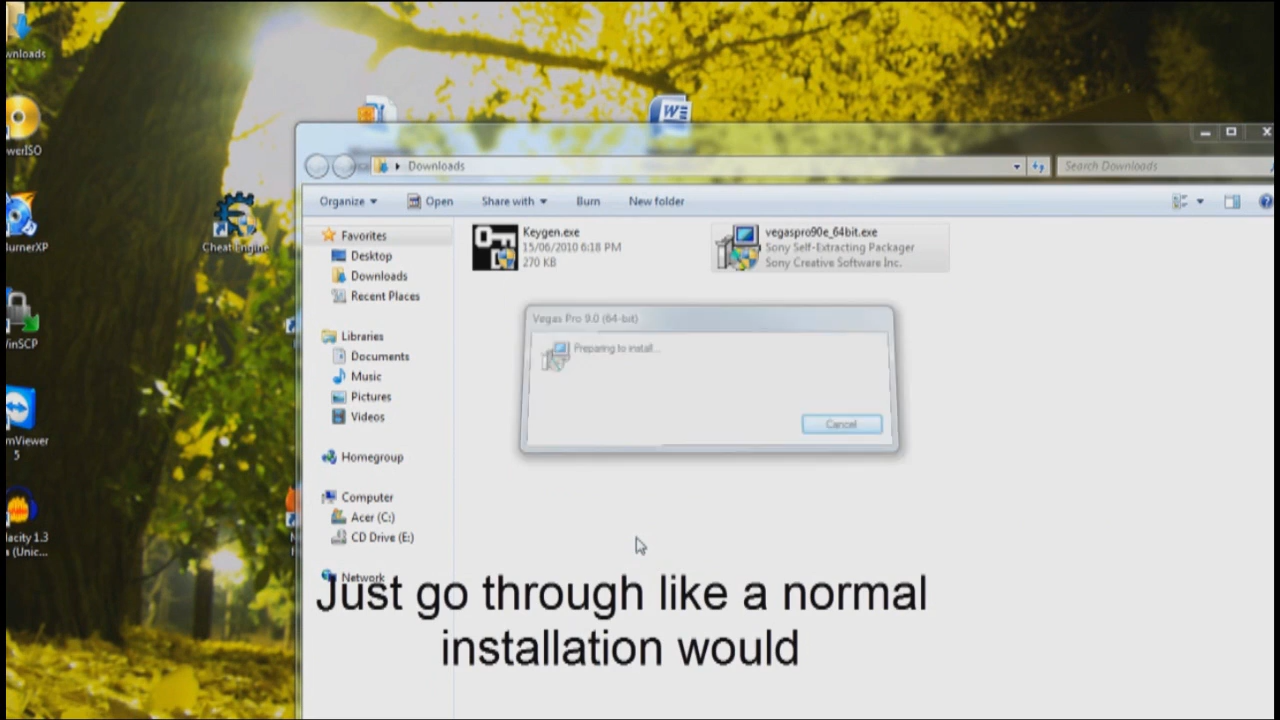 wnloads
werISO
urnerXP
Cheat Engine
inSCP
mViewer
5
lacity 1.3
(Unic...
Downloads
Search Downloads
Organize
Open
Share with
Burn
New folder
Favorites
Desktop
Downloads
Recent Places
Libraries
Documents
Music
Pictures
Videos
Homegroup
Computer
Acer (C:)
CD Drive (E:)
Network
Keygen.exe
15/06/2010 6:18 PM
270 KB
vegaspro90e_64bit.exe
Sony Self-Extracting Packager
Sony Creative Software Inc.
Vegas Pro 9.0 (64-bit)
Preparing to install...
Cancel
Just go through like a normal
installation would